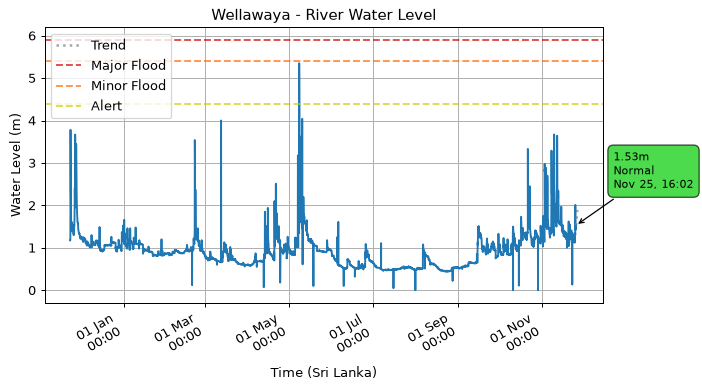 Wellawaya - River Water Level
Trend
Major Flood
Minor Flood
Alert
6
5
4
3
2
1
0
Water Level (m)
1.53m
Normal
Nov 25, 16:02
01 Jan
00:00
01 Mar
00:00
01 May
00:00
01 Jul
00:00
01 Sep
00:00
01 Nov
00:00
Time (Sri Lanka)